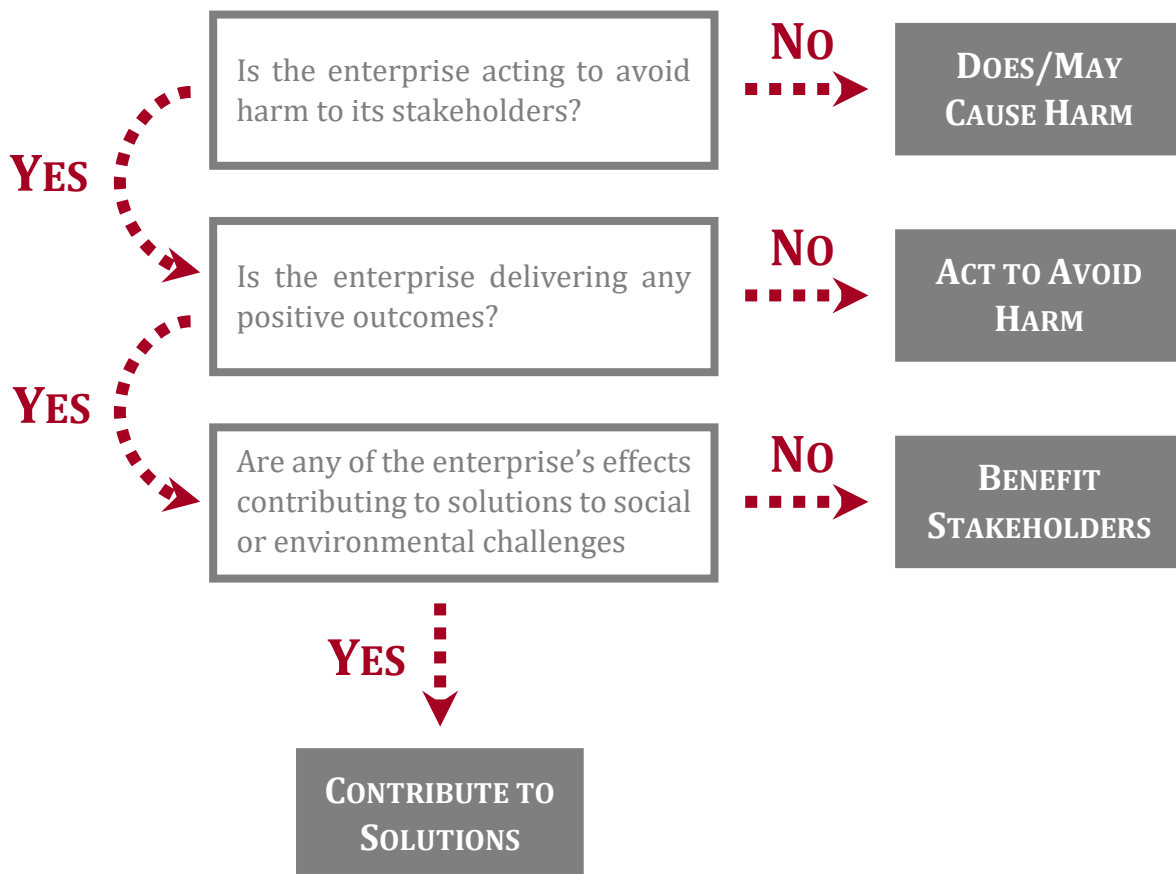 Is the enterprise acting to avoid
harm to its stakeholders?
NO
DOES/MAY
CAUSE HARM
YES
Is the enterprise delivering any
positive outcomes?
NO
ACT TO AVOID
HARM
YES
Are any of the enterprise’s effects
contributing to solutions to social
or environmental challenges
NO
BENEFIT
STAKEHOLDERS
YES
CONTRIBUTE TO
SOLUTIONS